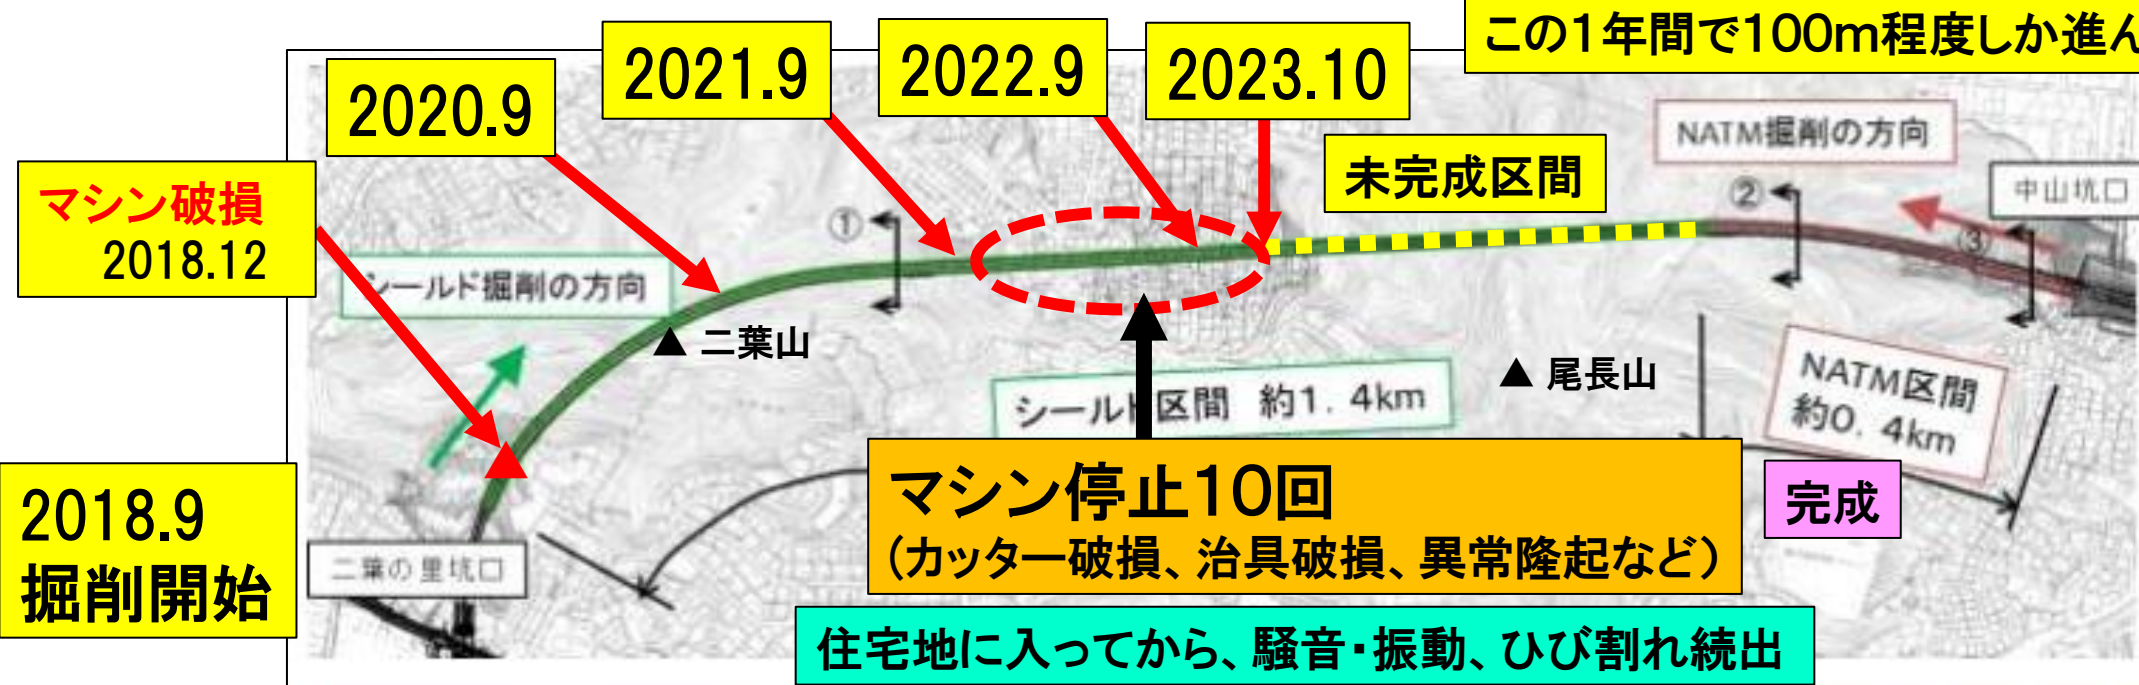 この1年間で100m程度しか進ん
2021.9
2022.9
2023.10
2020.9
NATM掘削の方向
未完成区間
マシン破損
2018.12
①
②
中山坑口
③
シールド掘削の方向
▲ 二葉山
▲ 尾長山
シールド区間 約1.4km
NATM区間
約0.4km
マシン停止10回
(カッター破損、治具破損、異常隆起など)
完成
2018.9
掘削開始
二葉の里坑口
住宅地に入ってから、騒音・振動、ひび割れ続出